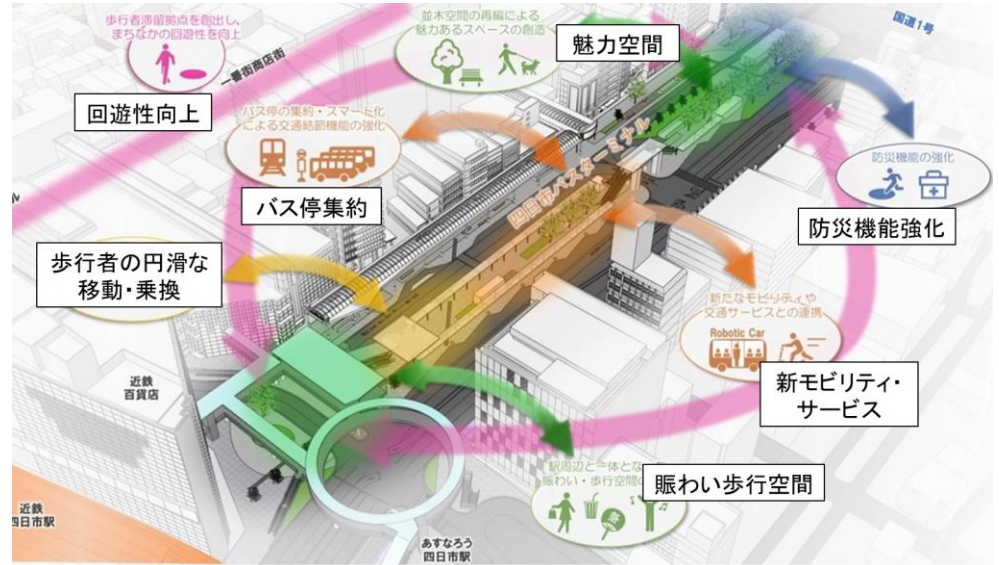 歩行者滞留拠点を創出し、
まちなかの回遊性を向上
回遊性向上
一番街商店街
並木空間の再編による
魅力あるスペースの創造
魅力空間
国道1号
バス停の集約・スマート化
による交通結節機能の強化
バス停集約
四日市バスターミナル
防災機能の強化
防災機能強化
歩行者の円滑な
移動・乗換
新たなモビリティや
交通サービスとの連携
Robotic Car
新モビリティ・
サービス
近鉄
百貨店
駅周辺と一体とな
賑わい・歩行空間の
賑わい歩行空間
近鉄
四日市駅
あすなろう
四日市駅